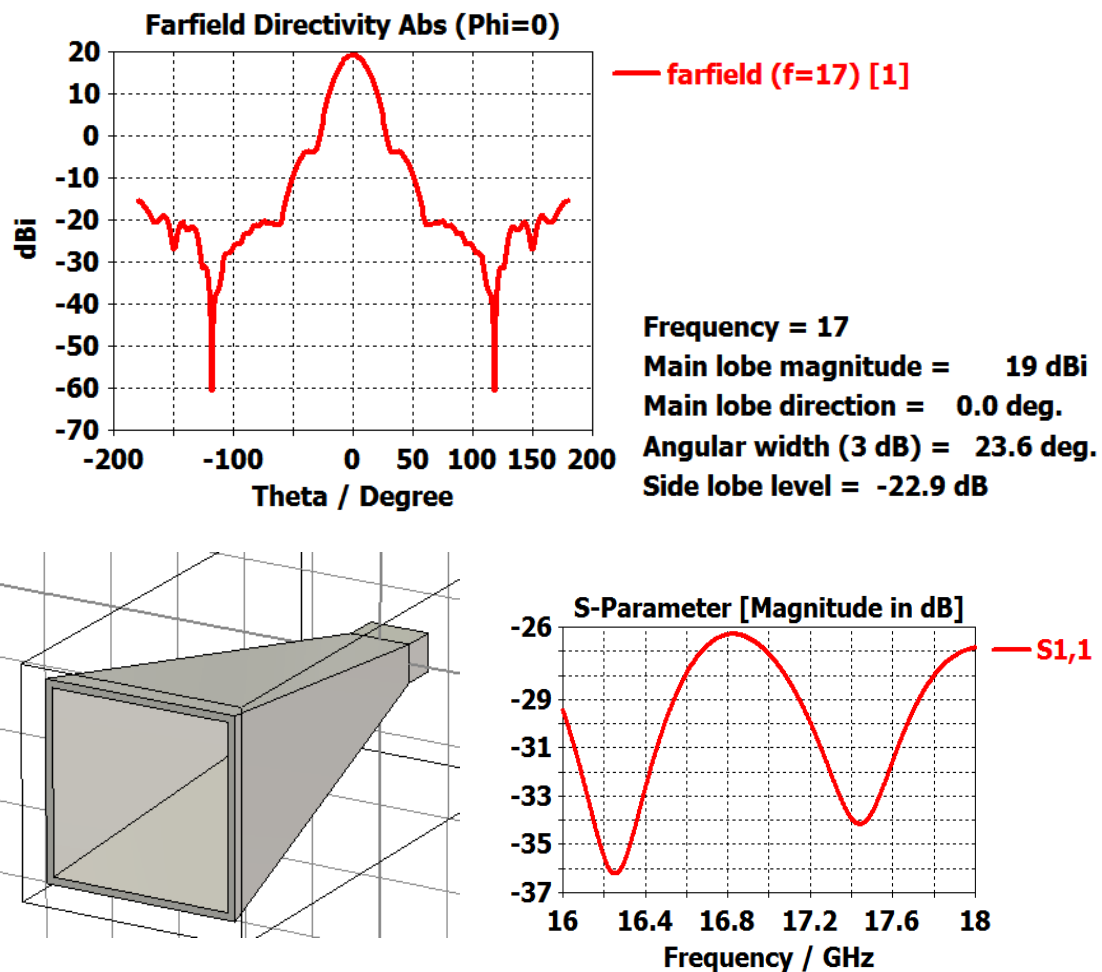 Farfield Directivity Abs (Phi=0)
20
10
0
-10
-20
-30
-40
-50
-60
-70
dBi
-200 -100 0 50 100 150 200
Theta / Degree
farfield (f=17) [1]
Frequency = 17
Main lobe magnitude = 19 dBi
Main lobe direction = 0.0 deg.
Angular width (3 dB) = 23.6 deg.
Side lobe level = -22.9 dB
S-Parameter [Magnitude in dB]
-26
-29
-31
-33
-35
-37
16 16.4 16.8 17.2 17.6 18
Frequency / GHz
S1,1